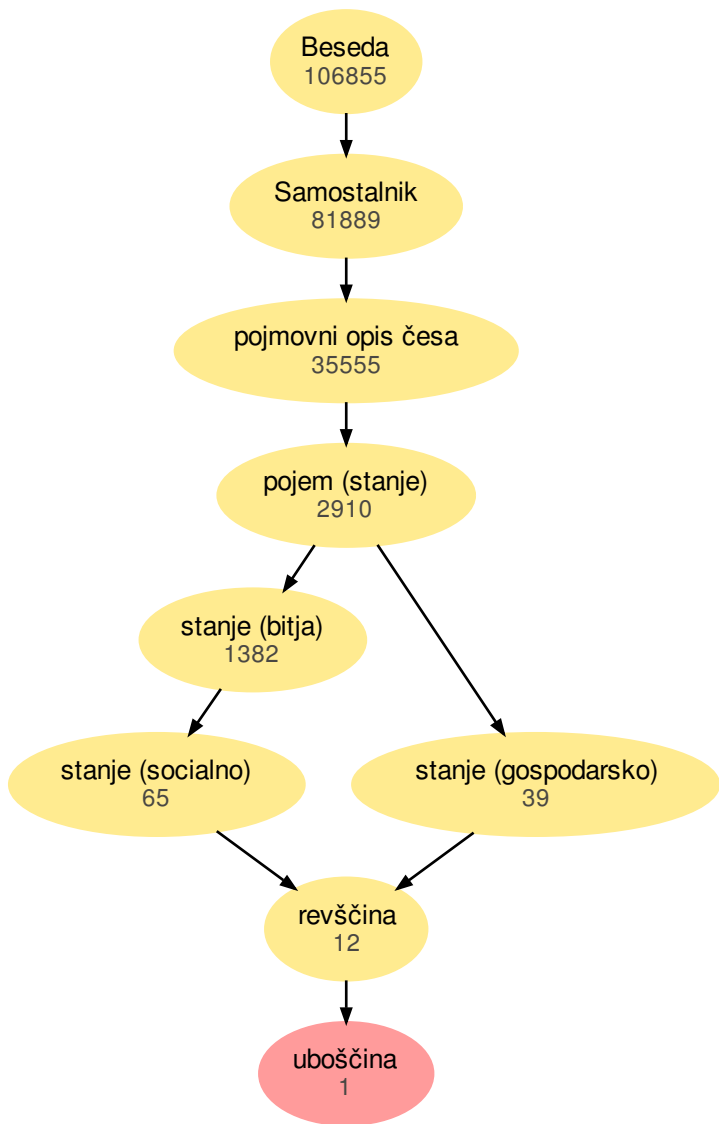 Beseda
106855
Samostalnik
81889
pojmovni opis česa
35555
pojem (stanje)
2910
stanje (bitja)
1382
stanje (socialno)
65
stanje (gospodarsko)
39
revščina
12
uboščina
1